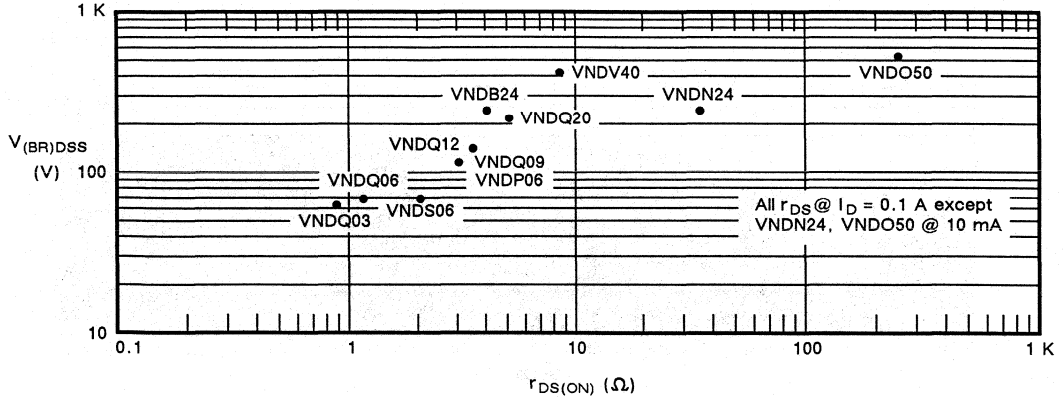 1 K
VNDV40
VNDO50
VNDB24
VNDN24
VNDQ20
V(BR)DSS
(V)
VNDQ12
VNDQ09
VNDP06
100
VNDQ06
VNDS06
VNDQ03
All rDS @ ID = 0.1 A except
VNDN24, VNDO50 @ 10 mA
10
0.1 1 10 100 1 K
rDS(ON) (Ω)